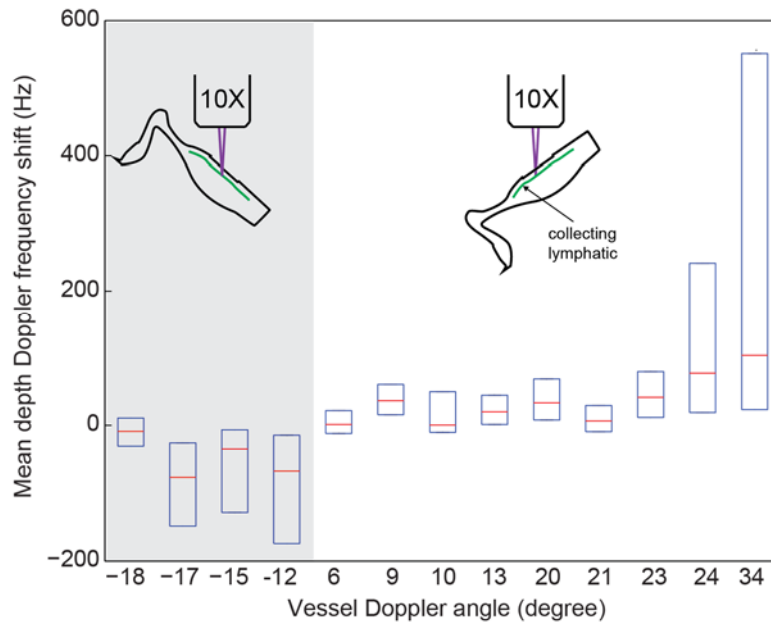 Mean depth Doppler frequency shift (Hz)
600
400
200
0
−200
10X
10X
collecting
lymphatic
−18 −17 −15 -12 6 9 10 13 20 21 23 24 34
Vessel Doppler angle (degree)